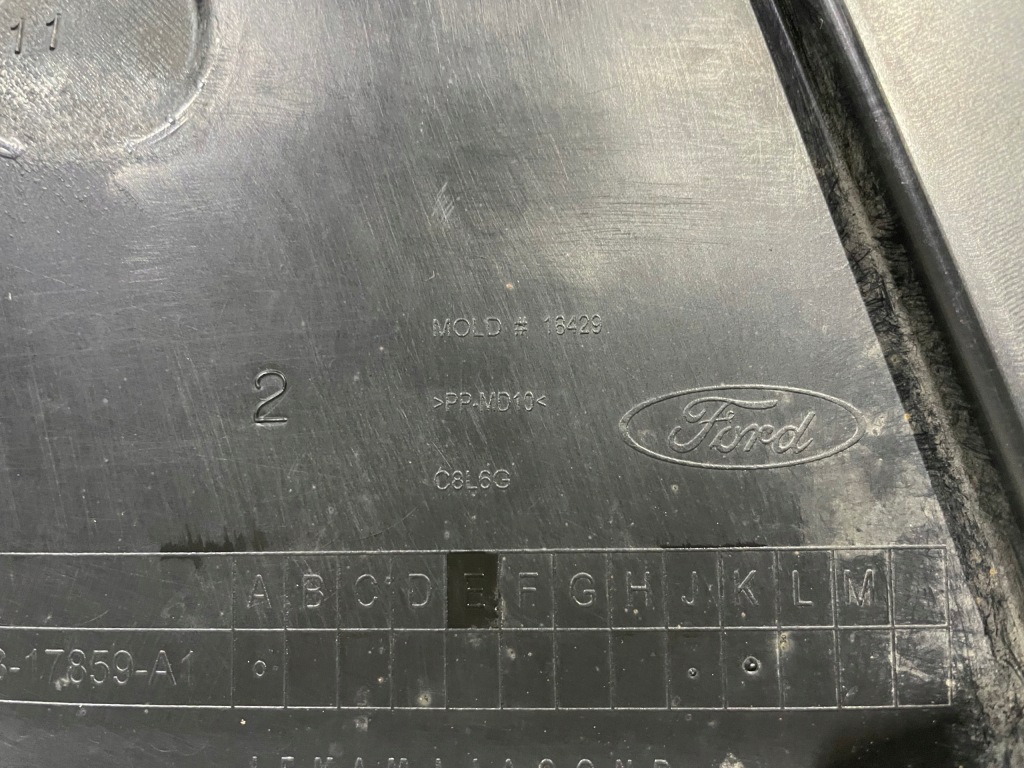 11
MOLD # 16429
2
>PP-MD10<
Ford
C8L6G
A B C D E F G H J K L M
-17859-A1